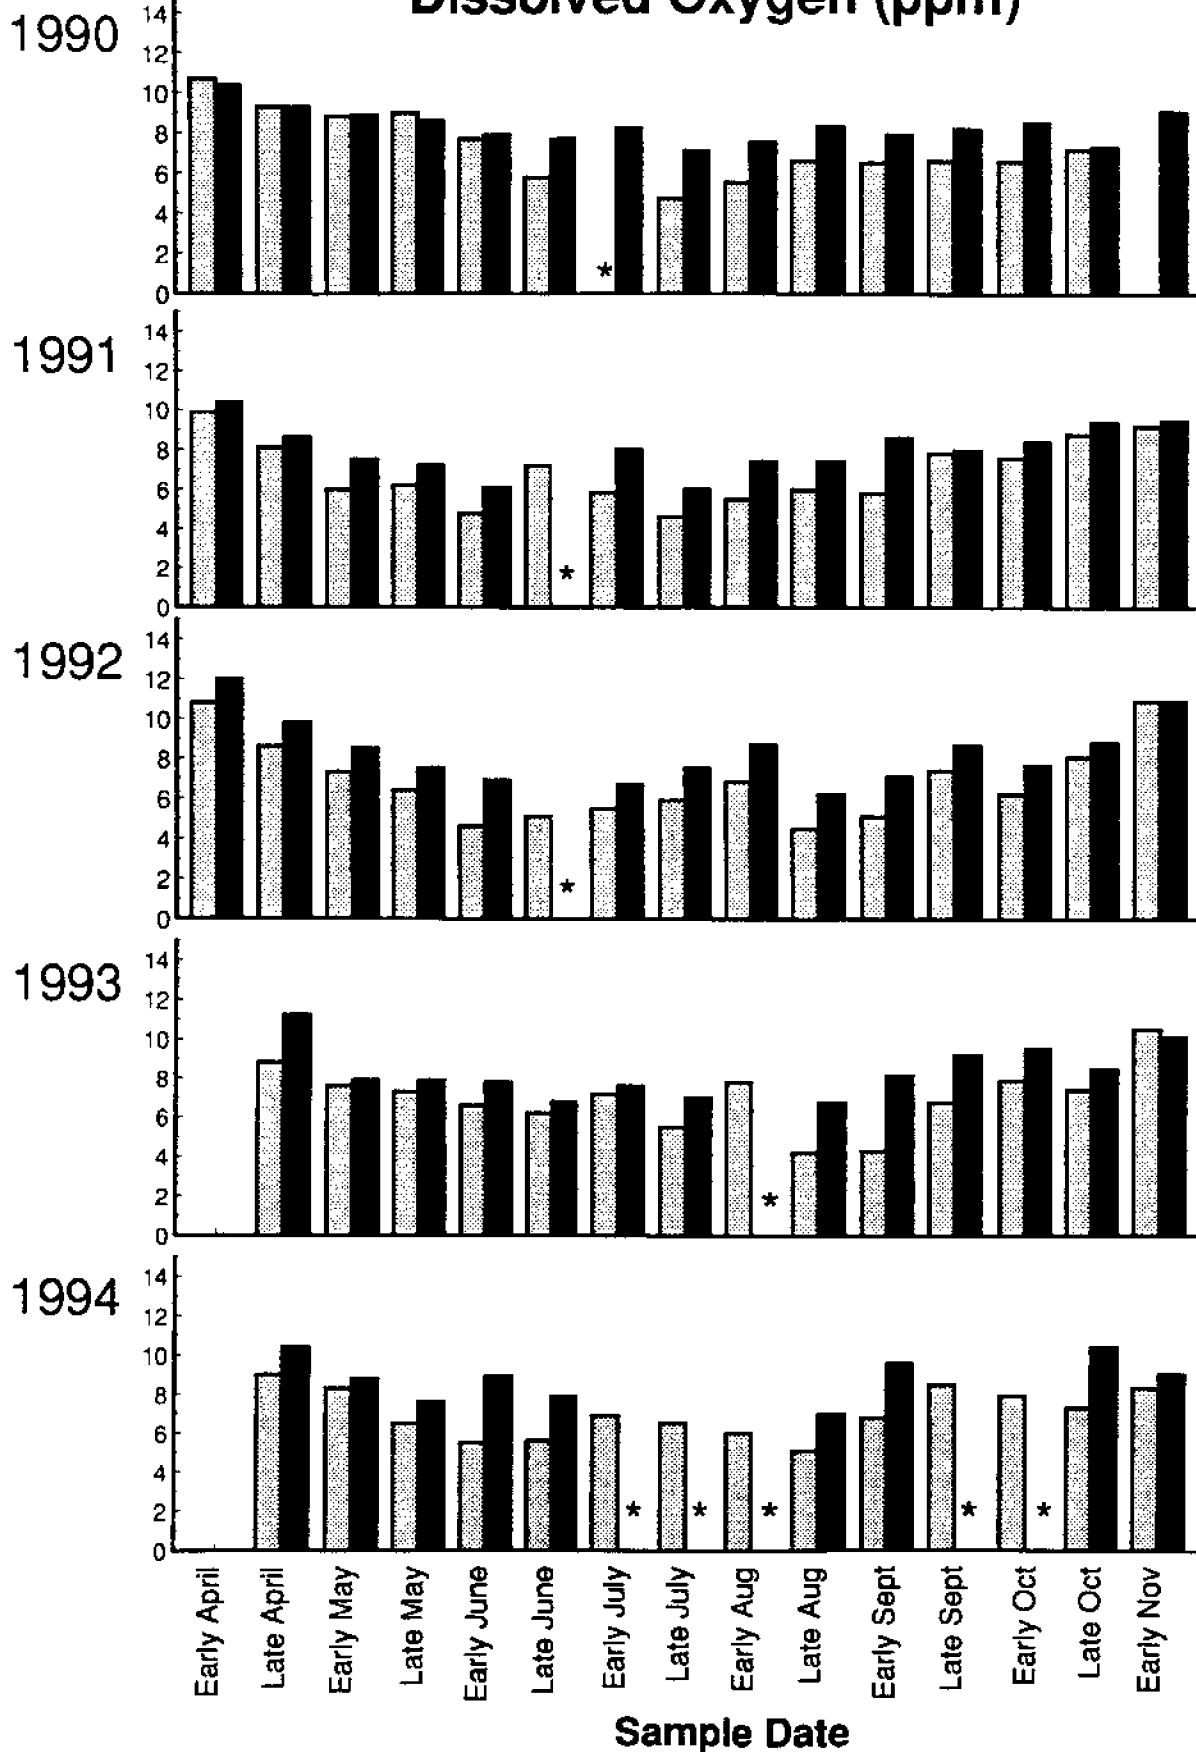 Dissolved Oxygen (ppm)
1990
14
12
10
8
6
4
2
0
*
1991
14
12
10
8
6
4
2
0
*
1992
14
12
10
8
6
4
2
0
*
1993
14
12
10
8
6
4
2
0
*
1994
14
12
10
8
6
4
2
0
* * * * *
Early April
Late April
Early May
Late May
Early June
Late June
Early July
Late July
Early Aug
Late Aug
Early Sept
Late Sept
Early Oct
Late Oct
Early Nov
Sample Date